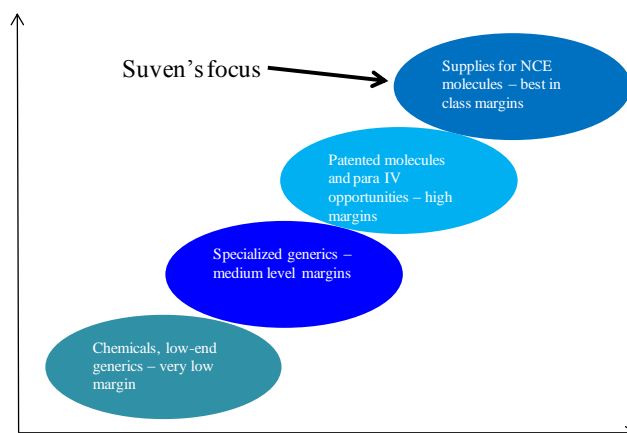 Suven's focus
Supplies for NCE
molecules – best in
class margins
Patented molecules
and para IV
opportunities – high
margins
Specialized generics –
medium level margins
Chemicals, low-end
generics – very low
margin